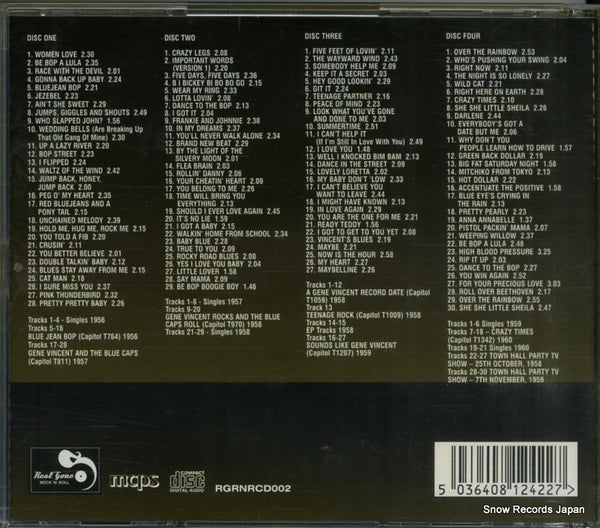 DISC ONE
1. WOMEN LOVE 2.30
2. BE BOP A LULA 2.35
3. RACE WITH THE DEVIL 2.01
4. GONNA BACK UP BABY 2.24
5. BLUEJEAN BOP 2.21
6. JEZEBEL 2.23
7. AIN'T SHE SWEET 2.29
8. JUMPS, GIGGLES AND SHOUTS 2.49
9. WHO SLAPPED JOHN? 1.56
10. WEDDING BELLS (Are Breaking Up
That Old Gang Of Mine) 2.30
11. UP A LAZY RIVER 2.20
12. BOP STREET 2.23
13. I FLIPPED 2.24
14. WALTZ OF THE WIND 2.42
15. JUMP BACK, HONEY,
JUMP BACK 2.00
16. PEG O' MY HEART 2.35
17. RED BLUEJEANS AND A
PONY TAIL 2.15
18. UNCHAINED MELODY 2.39
19. HOLD ME, HUG ME, ROCK ME 2.15
20. YOU TOLD A FIB 2.20
21. CRUSIN' 2.11
22. YOU BETTER BELIEVE 2.01
23. DOUBLE TALKIN' BABY 2.12
24. BLUES STAY AWAY FROM ME 2.15
25. CAT MAN 2.18
26. I SURE MISS YOU 2.37
27. PINK THUNDERBIRD 2.32
28. PRETTY PRETTY BABY 2.26
Tracks 1-4 - Singles 1956
Tracks 5-16
BLUE JEAN BOP (Capitol T764) 1956
Tracks 17-28
GENE VINCENT AND THE BLUE CAPS
(Capitol T811) 1957
DISC TWO
1. CRAZY LEGS 2.08
2. IMPORTANT WORDS
(VERSION 1) 2.20
3. FIVE DAYS, FIVE DAYS 2.36
4. B I BICKEY BI BO BO GO 2.15
5. WEAR MY RING 2.33
6. LOTTA LOVIN' 2.08
7. DANCE TO THE BOP 2.13
8. I GOT IT 2.04
9. FRANKIE AND JOHNNIE 2.38
10. IN MY DREAMS 2.37
11. YOU'LL NEVER WALK ALONE 2.34
12. BRAND NEW BEAT 2.29
13. BY THE LIGHT OF THE
SILVERY MOON 2.01
14. FLEA BRAIN 2.03
15. ROLLIN' DANNY 2.06
16. YOUR CHEATIN' HEART 2.09
17. YOU BELONG TO ME 2.26
18. TIME WILL BRING YOU
EVERYTHING 2.13
19. SHOULD I EVER LOVE AGAIN 2.45
20. IT'S NO LIE 1.59
21. I GOT A BABY 2.15
22. WALKIN' HOME FROM SCHOOL 2.34
23. BABY BLUE 2.28
24. TRUE TO YOU 2.09
25. ROCKY ROAD BLUES 2.08
26. YES I LOVE YOU BABY 2.04
27. LITTLE LOVER 1.58
28. SAY MAMA 2.09
29. BE BOP BOOGIE BOY 1.46
Tracks 1-8 - Singles 1957
Tracks 9-20
GENE VINCENT ROCKS AND THE BLUE
CAPS ROLL (Capitol T970) 1958
Tracks 21-29 - Singles 1958
DISC THREE
1. FIVE FEET OF LOVIN' 2.11
2. THE WAYWARD WIND 2.43
3. SOMEBODY HELP ME 2.09
4. KEEP IT A SECRET 2.03
5. HEY GOOD LOOKIN' 2.29
6. GIT IT 2.24
7. TEENAGE PARTNER 2.16
8. PEACE OF MIND 2.23
9. LOOK WHAT YOU'VE GONE
AND DONE TO ME 2.03
10. SUMMERTIME 2.51
11. I CAN'T HELP IT
(If I'm Still In Love With You) 2.49
12. I LOVE YOU 1.48
13. WELL I KNOCKED BIM BAM 2.13
14. DANCE IN THE STREET 2.09
15. LOVELY LORETTA 2.02
16. MY BABY DON'T 'LOW 2.33
17. I CAN'T BELIEVE YOU
WANT TO LEAVE 2.44
18. I MIGHT HAVE KNOWN 2.13
19. IN LOVE AGAIN 2.29
20. YOU ARE THE ONE FOR ME 2.21
21. READY TEDDY 1.56
22. I GOT TO GET TO YOU YET 2.08
23. VINCENT'S BLUES 2.19
24. MAYBE 2.21
25. NOW IS THE HOUR 2.58
26. MY HEART 2.27
27. MAYBELLINE 2.26
Tracks 1-12
A GENE VINCENT RECORD DATE (Capitol
T1059) 1958
Track 13
TEENAGE ROCK (Capitol T1009) 1958
Tracks 14-15
EP Tracks 1958
Tracks 16-27
SOUNDS LIKE GENE VINCENT
(Capitol T1207) 1959
DISC FOUR
1. OVER THE RAINBOW 2.53
2. WHO'S PUSHING YOUR SWING 2.04
3. RIGHT NOW 2.11
4. THE NIGHT IS SO LONELY 2.27
5. WILD CAT 2.21
6. RIGHT HERE ON EARTH 2.28
7. CRAZY TIMES 2.10
8. SHE SHE LITTLE SHEILA 2.26
9. DARLENE 2.44
10. EVERYBODY'S GOT A
DATE BUT ME 2.06
11. WHY DON'T YOU
PEOPLE LEARN HOW TO DRIVE 1.57
12. GREEN BACK DOLLAR 2.19
13. BIG FAT SATURDAY NIGHT 1.58
14. MITCHIKO FROM TOKYO 2.13
15. HOT DOLLAR 2.22
16. ACCENTUATE THE POSITIVE 1.58
17. BLUE EYE'S CRYING IN
THE RAIN 2.13
18. PRETTY PEARLY 2.23
19. ANNA ANNABELLE 1.37
20. PISTOL PACKIN' MAMA 2.07
21. WEEPING WILLOW 2.37
22. BE BOP A LULA 2.48
23. HIGH BLOOD PRESSURE 3.25
24. RIP IT UP 2.83
25. DANCE TO THE BOP 2.27
26. YOU WIN AGAIN 2.52
27. FOR YOUR PRECIOUS LOVE 3.03
28. ROLL OVER BEETHOVEN 2.17
29. OVER THE RAINBOW 2.55
30. SHE SHE LITTLE SHEILA 2.47
Tracks 1-6 Singles 1959
Tracks 7-18 – CRAZY TIMES
(Capitol T1342) 1960
Tracks 19-21 Singles 1960
Tracks 22-27 TOWN HALL PARTY TV
SHOW – 25TH OCTOBER, 1958
Tracks 28-30 TOWN HALL PARTY TV
SHOW – 7TH NOVEMBER, 1959
Real Gone
ROCK 'N' ROLL
mcps
COMPACT
disc
DIGITAL AUDIO
RGRNRCD002
5 036408 124227
Snow Records Japan